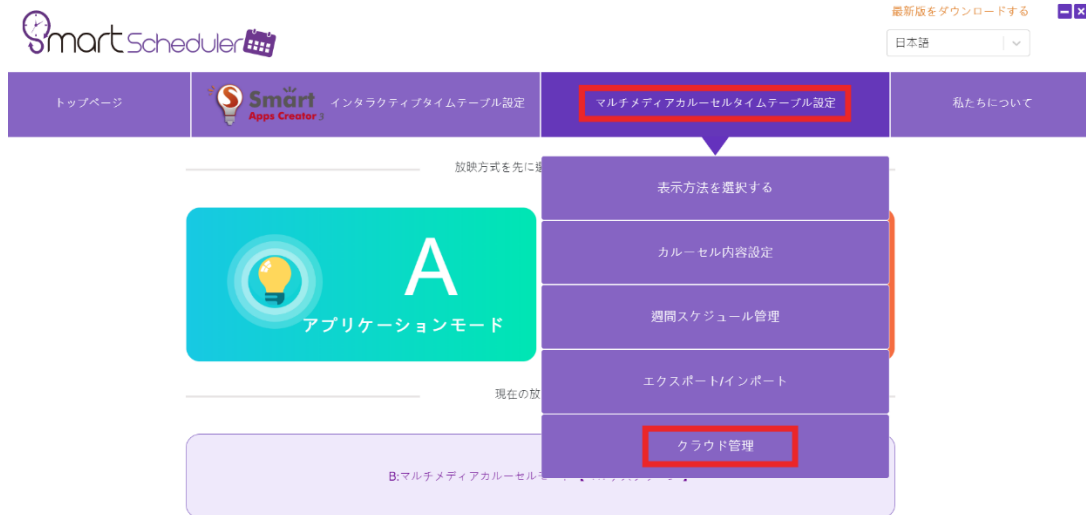 最新版をダウンロードする
Smart Scheduler
日本語
トップページ
Smart Apps Creator 3
インタラクティブタイムテーブル設定
マルチメディアカルーセルタイムテーブル設定
私たちについて
放映方式を先に
表示方法を選択する
カルーセル内容設定
週間スケジュール管理
エクスポート/インポート
クラウド管理
A
アプリケーションモード
現在の放
B:マルチメディアカルーセル